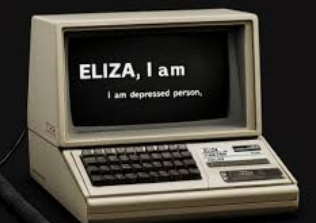 ELIZA, I am
I am depressed person,